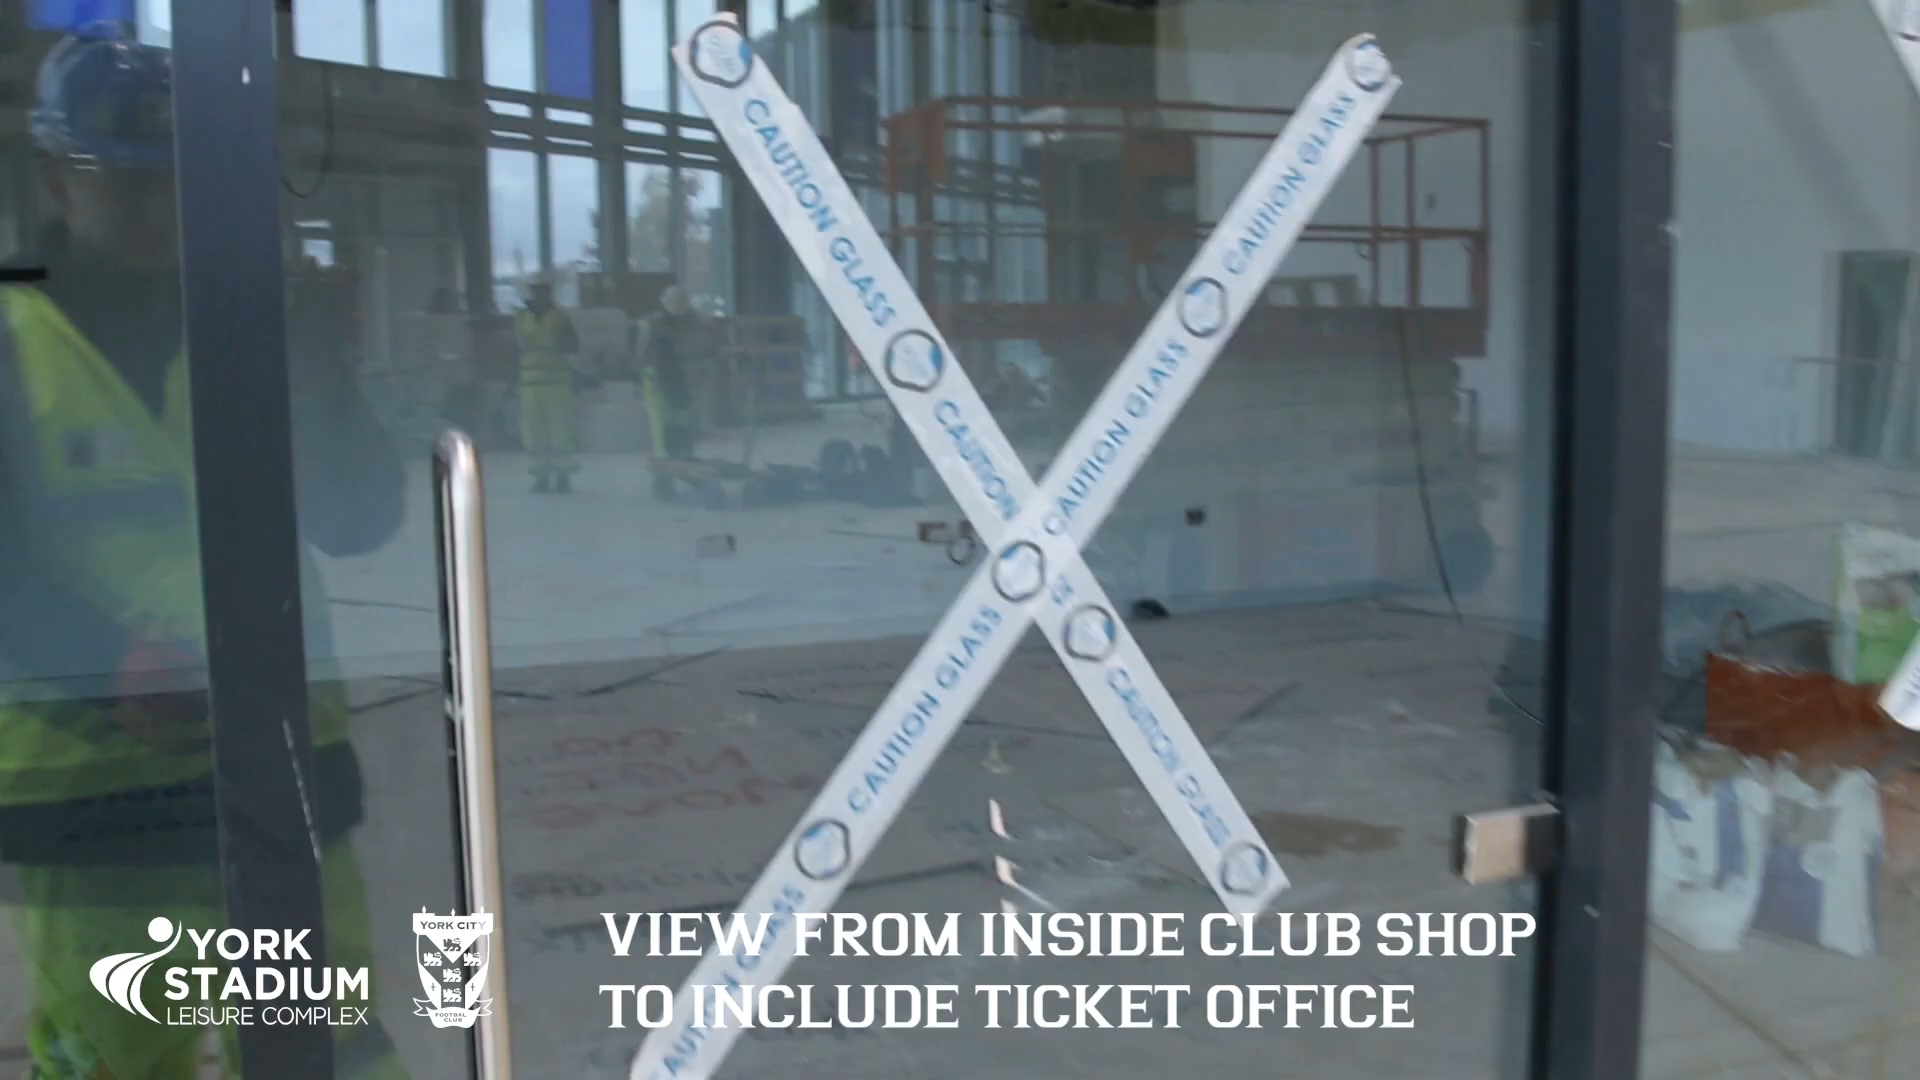 CAUTION GLASS
CAUTION
CAUTION GLASS
CAUTION GLASS
CAUTION GLASS
CAUTION GLASS
CAUTION GLASS
YORK
STADIUM
LEISURE COMPLEX
YORK CITY
FOOTBALL
CLUB
VIEW FROM INSIDE CLUB SHOP
TO INCLUDE TICKET OFFICE